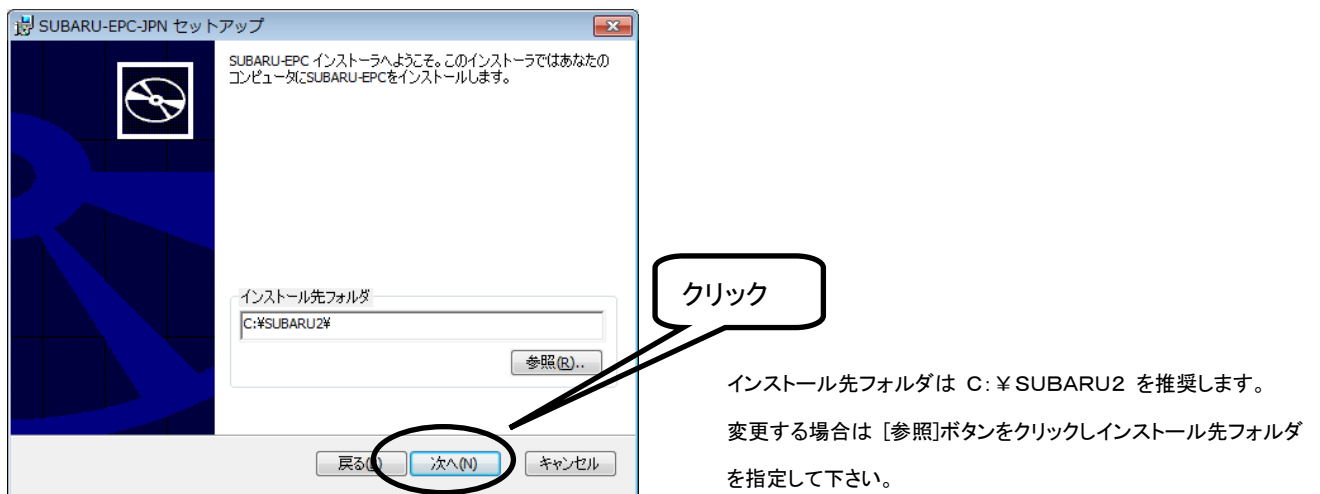 SUBARU-EPC-JPN セットアップ
SUBARU-EPC インストーラへようこそ。このインストーラではあなたの
コンピュータにSUBARU-EPCをインストールします。
インストール先フォルダ
C:¥SUBARU2¥
参照(R)..
クリック
インストール先フォルダは C:¥SUBARU2 を推奨します。
変更する場合は [参照]ボタンをクリックしインストール先フォルダ
を指定して下さい。
戻る 次へ(N) キャンセル